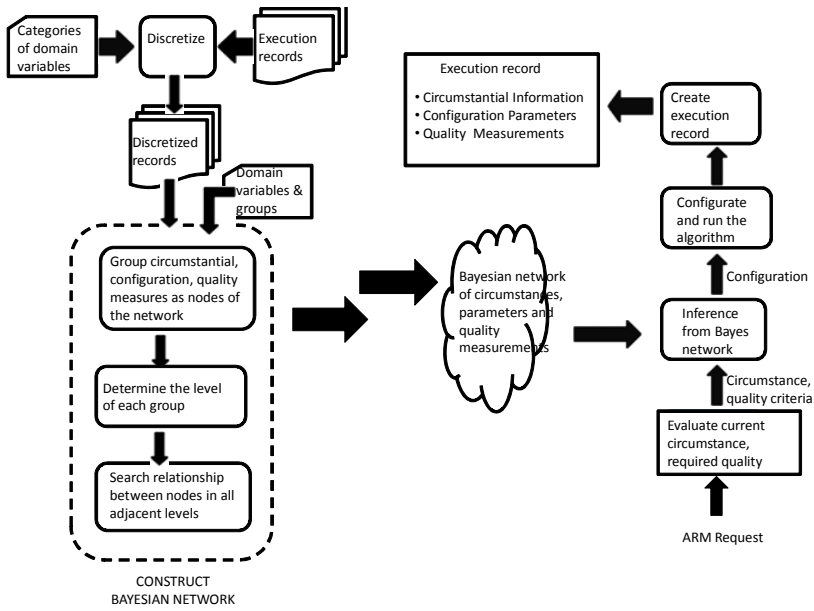 Categories
of domain
variables
Discretize
Execution
records
Discretized
records
Domain
variables &
groups
Group circumstantial,
configuration, quality
measures as nodes of
the network
Determine the level
of each group
Search relationship
between nodes in all
adjacent levels
CONSTRUCT
BAYESIAN NETWORK
Bayesian network
of circumstances,
parameters and
quality
measurements
Execution record
• Circumstantial Information
• Configuration Parameters
• Quality Measurements
Create
execution
record
Configurate
and run the
algorithm
Configuration
Inference
from Bayes
network
Circumstance,
quality criteria
Evaluate current
circumstance,
required quality
ARM Request